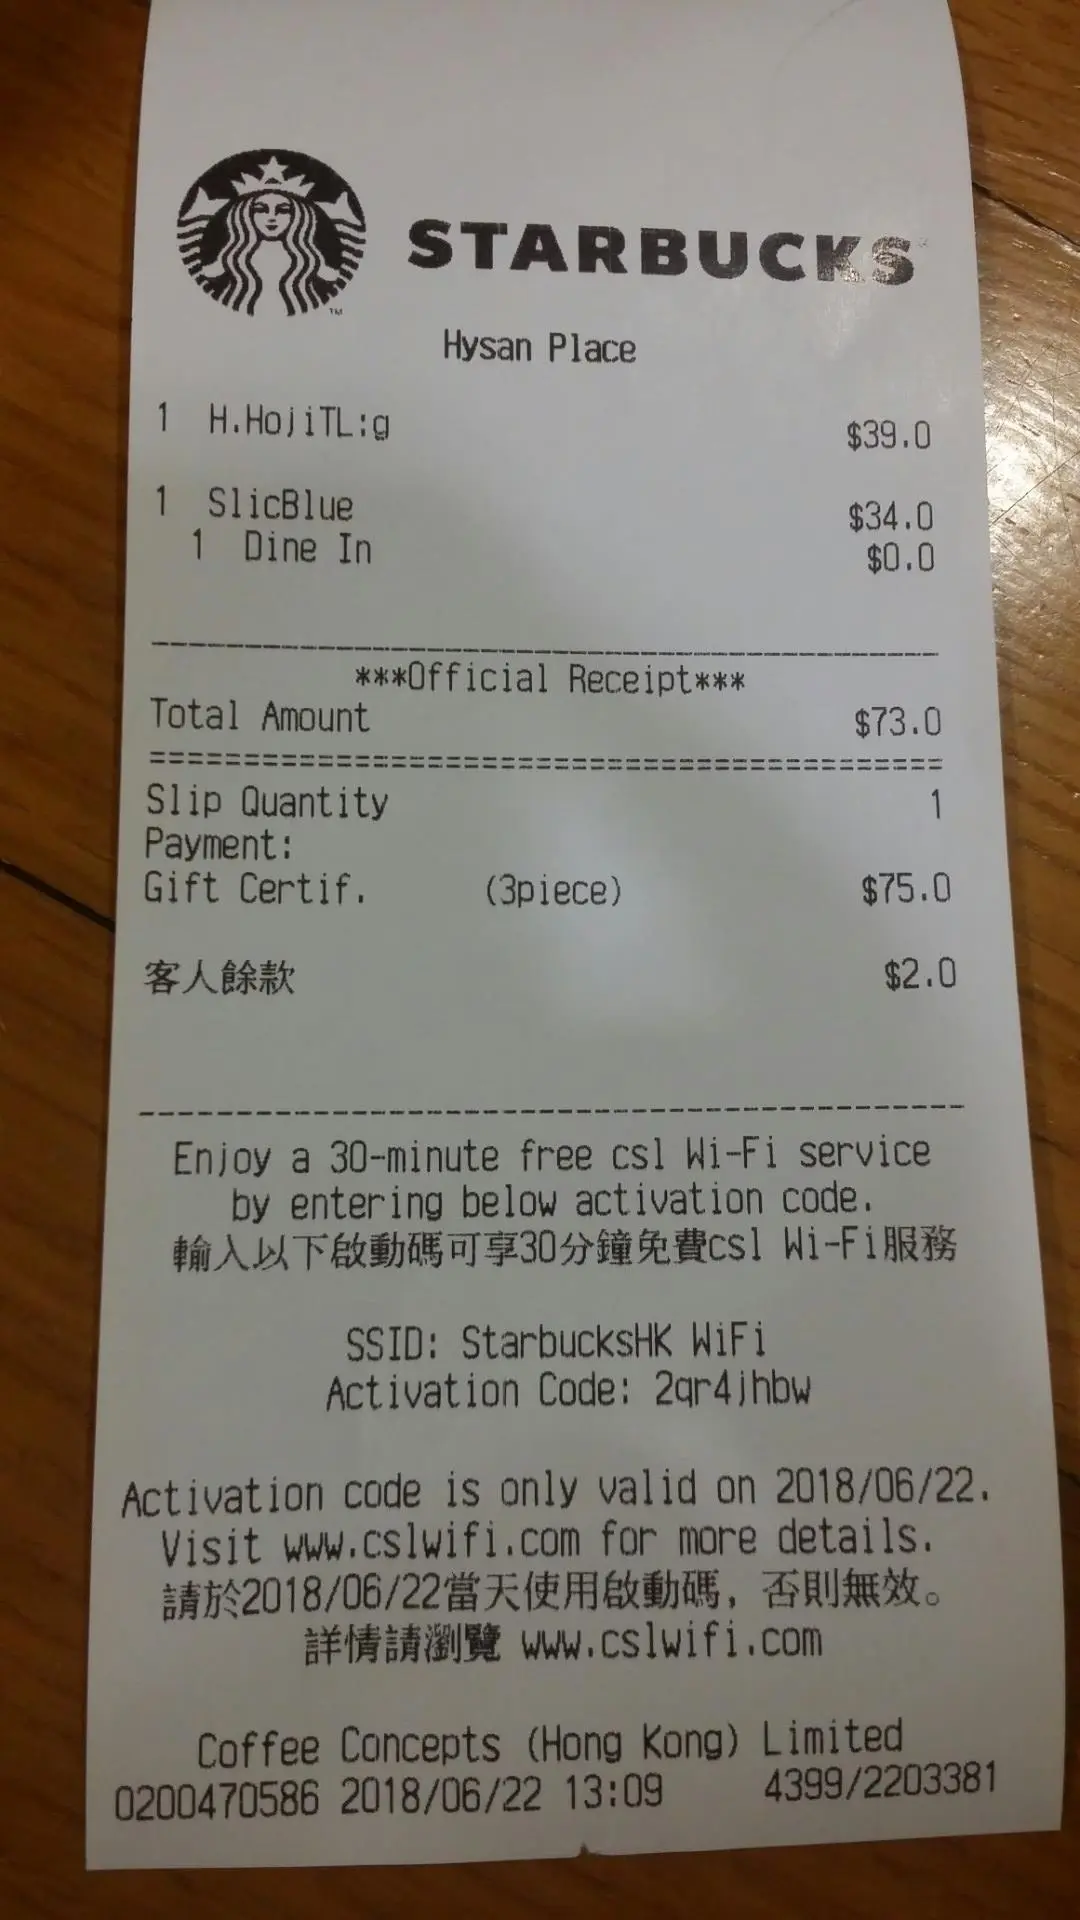 STARBUCKS
Hysan Place
1 H.HojiTL:g $39.0
1 SlicBlue $34.0
1 Dine In $0.0
***Official Receipt***
Total Amount $73.0
Slip Quantity 1
Payment:
Gift Certif. (3piece) $75.0
客人餘款 $2.0
Enjoy a 30-minute free csl Wi-Fi service
by entering below activation code.
輸入以下啟動碼可享30分鐘免費csl Wi-Fi服務
SSID: StarbucksHK WiFi
Activation Code: 2qr4jhbw
Activation code is only valid on 2018/06/22.
Visit www.cslwifi.com for more details.
請於2018/06/22當天使用啟動碼，否則無效。
詳情請瀏覽 www.cslwifi.com
Coffee Concepts (Hong Kong) Limited
0200470586 2018/06/22 13:09 4399/2203381